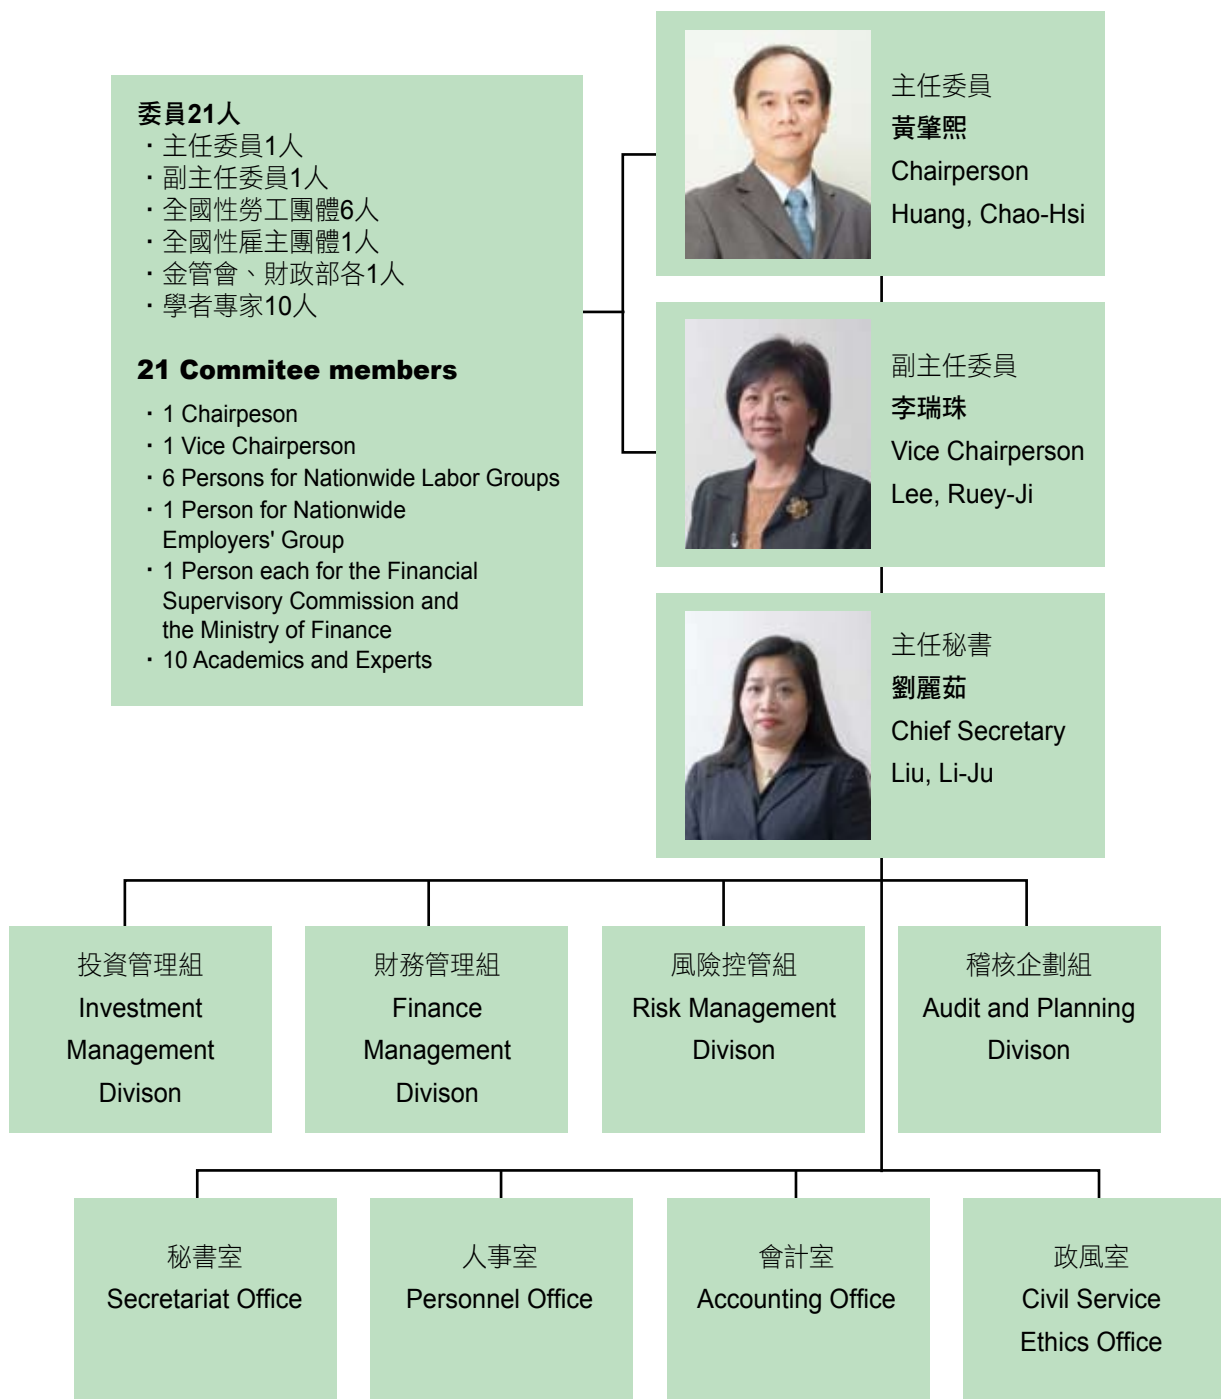 委員21人
・主任委員1人
・副主任委員1人
・全國性勞工團體6人
・全國性雇主團體1人
・金管會、財政部各1人
・學者專家10人
21 Commitee members
・1 Chairpeson
・1 Vice Chairperson
・6 Persons for Nationwide Labor Groups
・1 Person for Nationwide
Employers' Group
・1 Person each for the Financial
Supervisory Commission and
the Ministry of Finance
・10 Academics and Experts
主任委員
黃肇熙
Chairperson
Huang, Chao-Hsi
副主任委員
李瑞珠
Vice Chairperson
Lee, Ruey-Ji
主任秘書
劉麗茹
Chief Secretary
Liu, Li-Ju
投資管理組
Investment
Management
Divison
財務管理組
Finance
Management
Divison
風險控管組
Risk Management
Divison
稽核企劃組
Audit and Planning
Divison
秘書室
Secretariat Office
人事室
Personnel Office
會計室
Accounting Office
政風室
Civil Service
Ethics Office